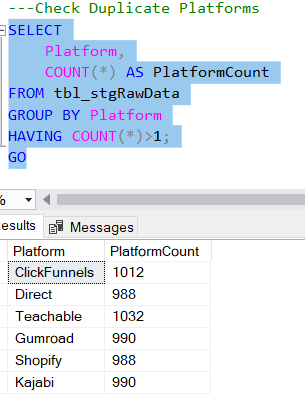 ---Check Duplicate Platforms
SELECT
Platform,
COUNT(*) AS PlatformCount
FROM tbl_stgRawData
GROUP BY Platform
HAVING COUNT(*)>1;
GO
%
Results Messages
Platform PlatformCount
ClickFunnels 1012
Direct 988
Teachable 1032
Gumroad 990
Shopify 988
Kajabi 990